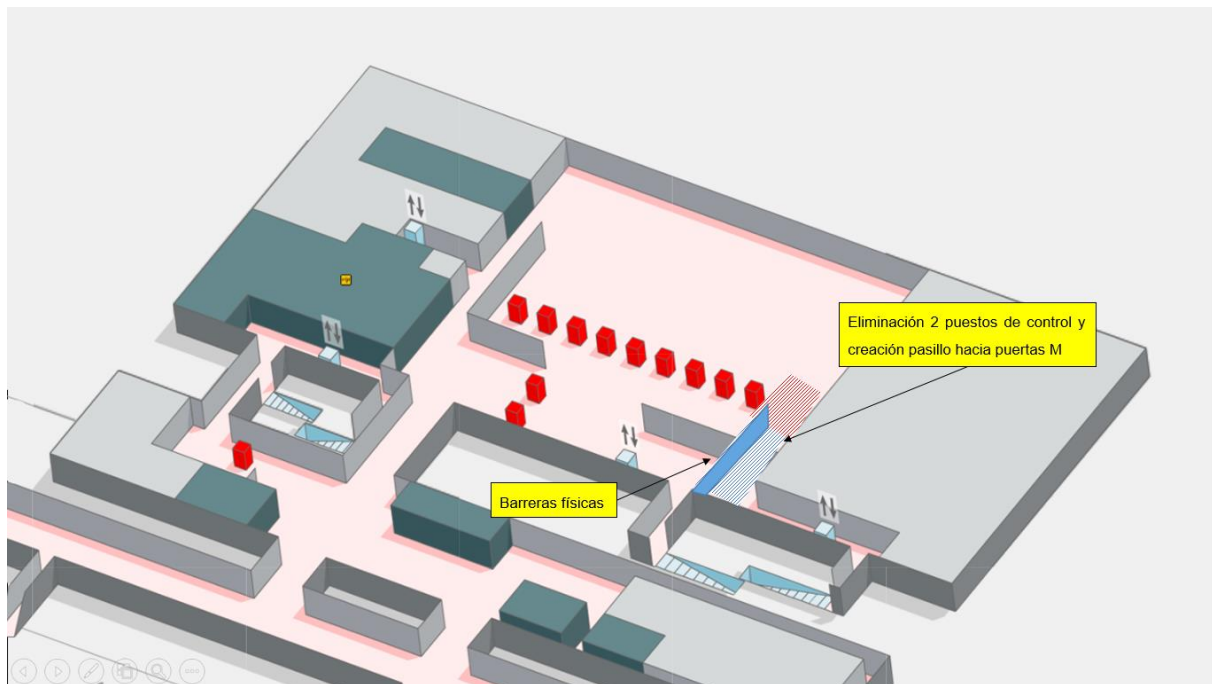 Eliminación 2 puestos de control y
creación pasillo hacia puertas M
Barreras físicas